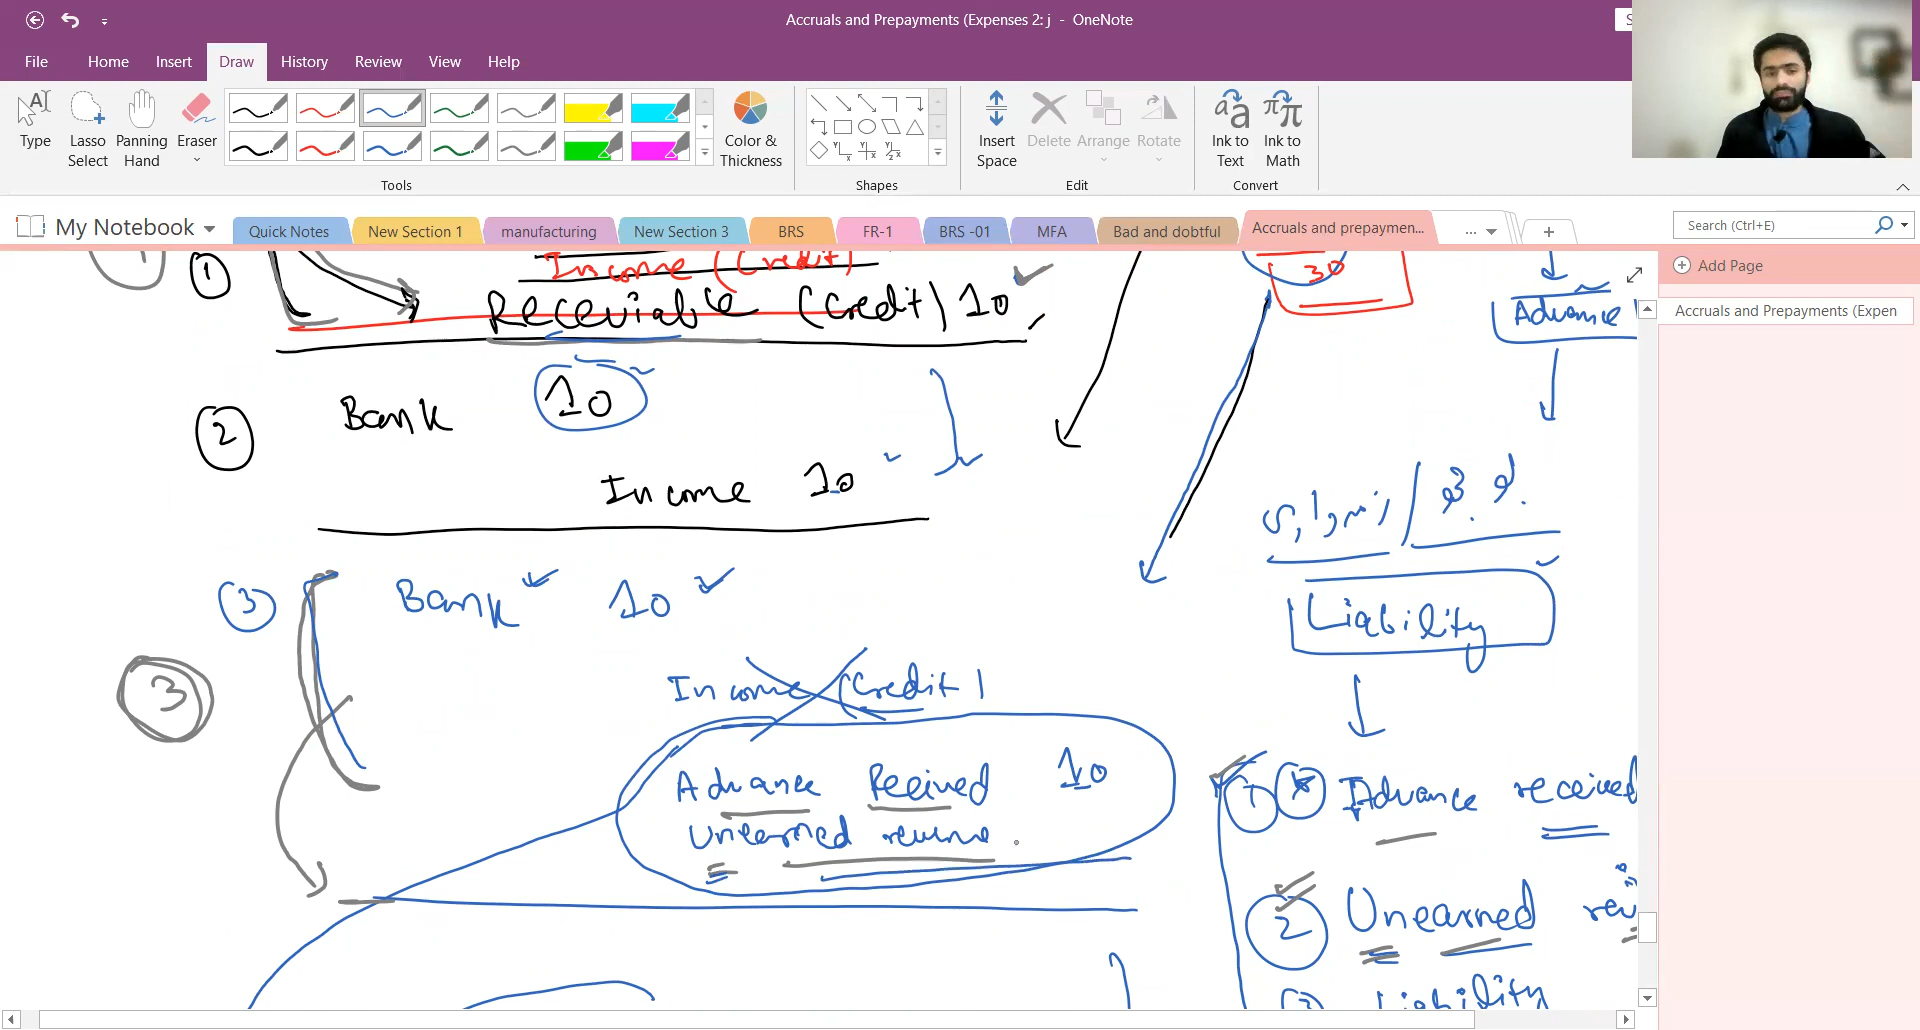 Accruals and Prepayments (Expenses 2: j - OneNote
File
Home
Insert
Draw
History
Review
View
Help
Type
Lasso Select
Panning Hand
Eraser
Color & Thickness
Insert Space
Delete
Arrange
Rotate
Ink to Text
Ink to Math
Tools
Shapes
Edit
Convert
My Notebook
Quick Notes
New Section 1
manufacturing
New Section 3
BRS
FR-1
BRS -01
MFA
Bad and dobtful
Accruals and prepaymen...
...
Search (Ctrl+E)
Add Page
Accruals and Prepayments (Expen
1
Income (Credit)
Receviable (Credit) 10
30
Advance
2
Bank 10
Income 10
3
Bank 10
Liability
3
Income (Credit)
Advance Received 10
Unearned revenue
1
Advance received
2
Unearned rev
Liability